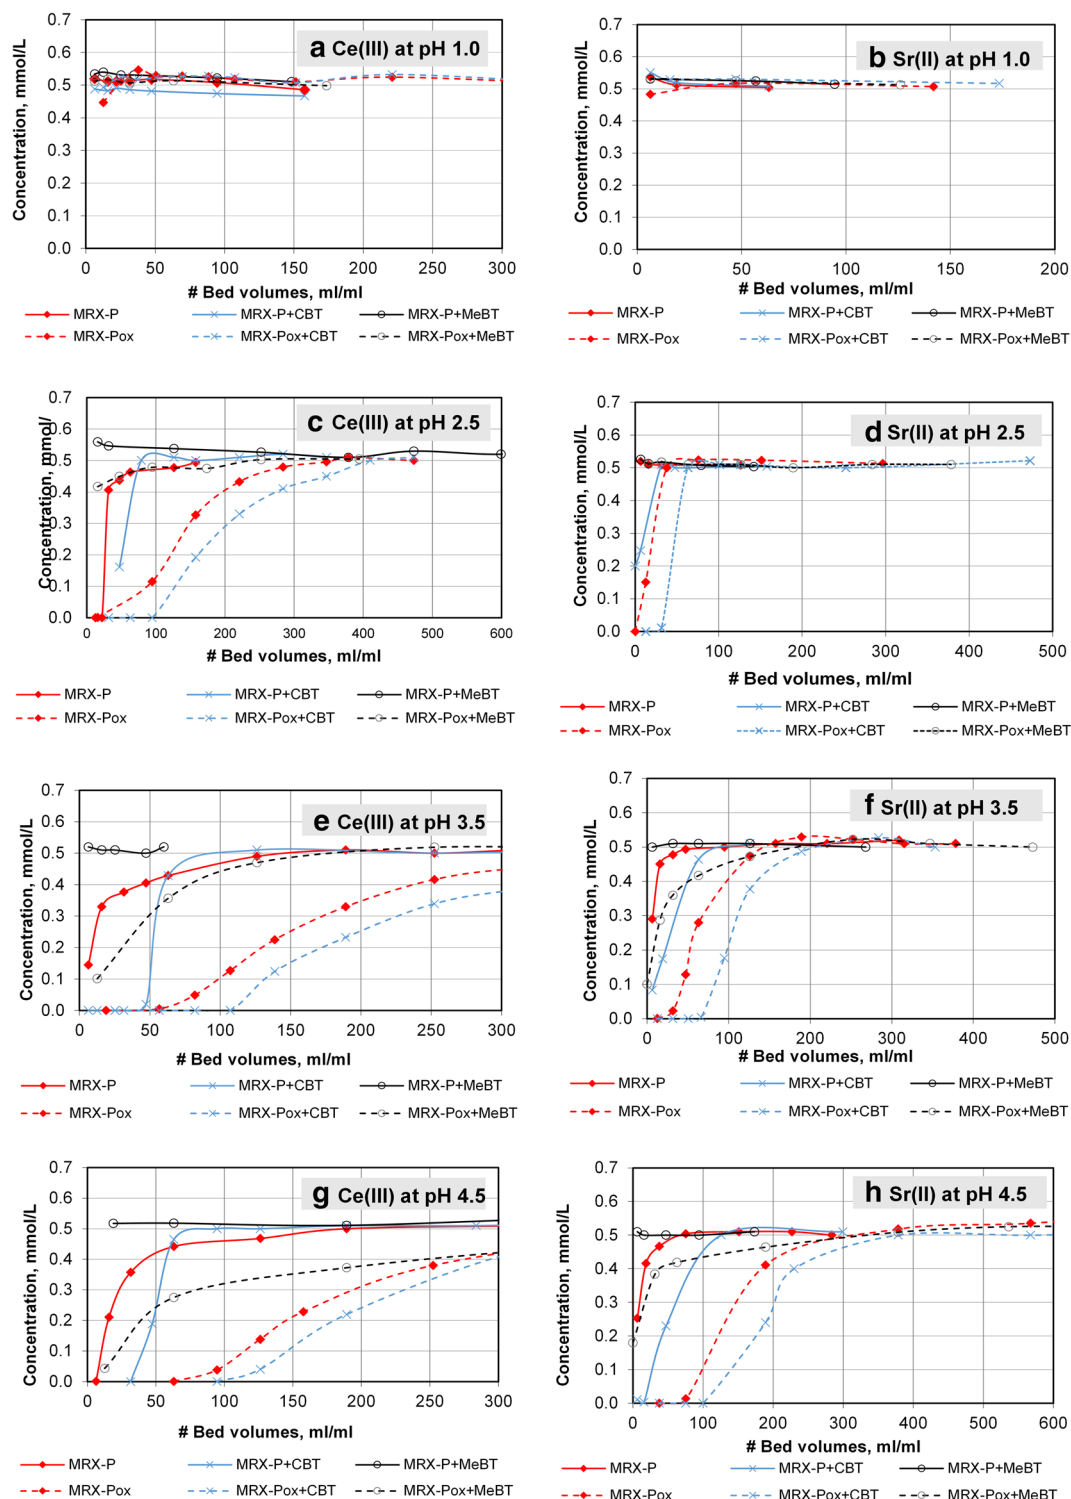 a Ce(III) at pH 1.0
Concentration, mmol/L
0.7
0.6
0.5
0.4
0.3
0.2
0.1
0.0
0 50 100 150 200 250 300
# Bed volumes, ml/ml
MRX-P MRX-P+CBT MRX-P+MeBT
MRX-Pox MRX-Pox+CBT MRX-Pox+MeBT
b Sr(II) at pH 1.0
Concentration, mmol/L
0.7
0.6
0.5
0.4
0.3
0.2
0.1
0.0
0 50 100 150 200
# Bed volumes, ml/ml
MRX-P MRX-P+CBT MRX-P+MeBT
MRX-Pox MRX-Pox+CBT MRX-Pox+MeBT
c Ce(III) at pH 2.5
Concentration, mmol/
0.7
0.6
0.5
0.4
0.3
0.2
0.1
0.0
0 100 200 300 400 500 600
# Bed volumes, ml/ml
MRX-P MRX-P+CBT MRX-P+MeBT
MRX-Pox MRX-Pox+CBT MRX-Pox+MeBT
d Sr(II) at pH 2.5
Concentration, mmol/L
0.7
0.6
0.5
0.4
0.3
0.2
0.1
0.0
0 100 200 300 400 500
# Bed volumes, ml/ml
MRX-P MRX-P+CBT MRX-P+MeBT
MRX-Pox MRX-Pox+CBT MRX-Pox+MeBT
e Ce(III) at pH 3.5
Concentration, mmol/L
0.7
0.6
0.5
0.4
0.3
0.2
0.1
0.0
0 50 100 150 200 250 300
# Bed volumes, ml/ml
MRX-P MRX-P+CBT MRX-P+MeBT
MRX-Pox MRX-Pox+CBT MRX-Pox+MeBT
f Sr(II) at pH 3.5
Concentration, mmol/L
0.7
0.6
0.5
0.4
0.3
0.2
0.1
0.0
0 100 200 300 400 500
# Bed volumes, ml/ml
MRX-P MRX-P+CBT MRX-P+MeBT
MRX-Pox MRX-Pox+CBT MRX-Pox+MeBT
g Ce(III) at pH 4.5
Concentration, mmol/L
0.7
0.6
0.5
0.4
0.3
0.2
0.1
0.0
0 50 100 150 200 250 300
# Bed volumes, ml/ml
MRX-P MRX-P+CBT MRX-P+MeBT
MRX-Pox MRX-Pox+CBT MRX-Pox+MeBT
h Sr(II) at pH 4.5
Concentration, mmol/L
0.7
0.6
0.5
0.4
0.3
0.2
0.1
0.0
0 100 200 300 400 500 600
# Bed volumes, ml/ml
MRX-P MRX-P+CBT MRX-P+MeBT
MRX-Pox MRX-Pox+CBT MRX-Pox+MeBT